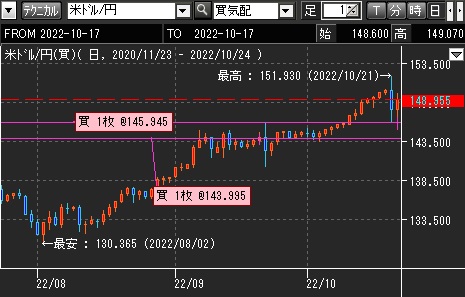 テクニカル 米ドル/円 買気配 足 1 T 分 時 日
FROM 2022-10-17 TO 2022-10-17 始 148.600 高 149.070
米ドル/円(買)( 日, 2020/11/23 - 2022/10/24 )
最高 : 151.930 (2022/10/21)→
153.500
148.955
買 1枚 @145.945
143.500
買 1枚 @143.995
138.500
133.500
←最安 : 130.365 (2022/08/02)
22/08 22/09 22/10